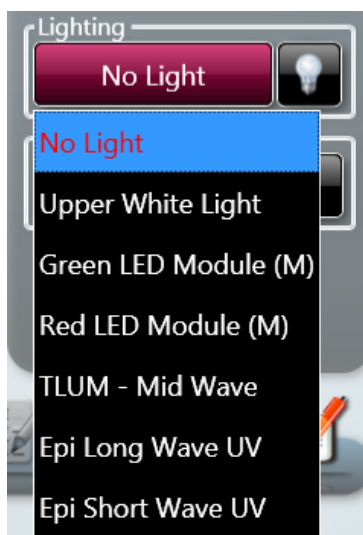 Lighting
No Light
No Light
Upper White Light
Green LED Module (M)
Red LED Module (M)
TLUM - Mid Wave
Epi Long Wave UV
Epi Short Wave UV